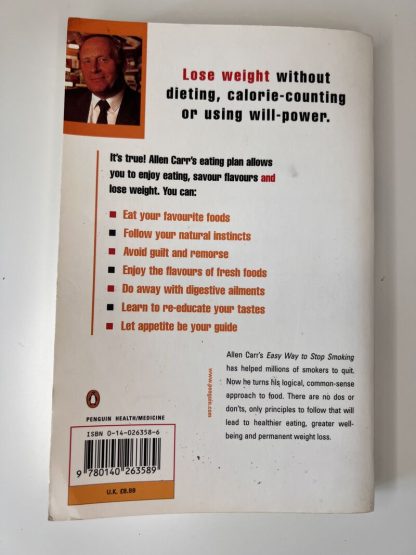 Lose weight without
dieting, calorie-counting
or using will-power.
It's true! Allen Carr's eating plan allows
you to enjoy eating, savour flavours and
lose weight. You can:
Eat your favourite foods
Follow your natural instincts
Avoid guilt and remorse
Enjoy the flavours of fresh foods
Do away with digestive ailments
Learn to re-educate your tastes
Let appetite be your guide
Allen Carr's Easy Way to Stop Smoking
has helped millions of smokers to quit.
Now he turns his logical, common-sense
approach to food. There are no dos or
don'ts, only principles to follow that will
lead to healthier eating, greater well-
being and permanent weight loss.
www.penguin.com
PENGUIN HEALTH/MEDICINE
ISBN 0-14-026358-6
9 780140 263589
U.K. £8.99